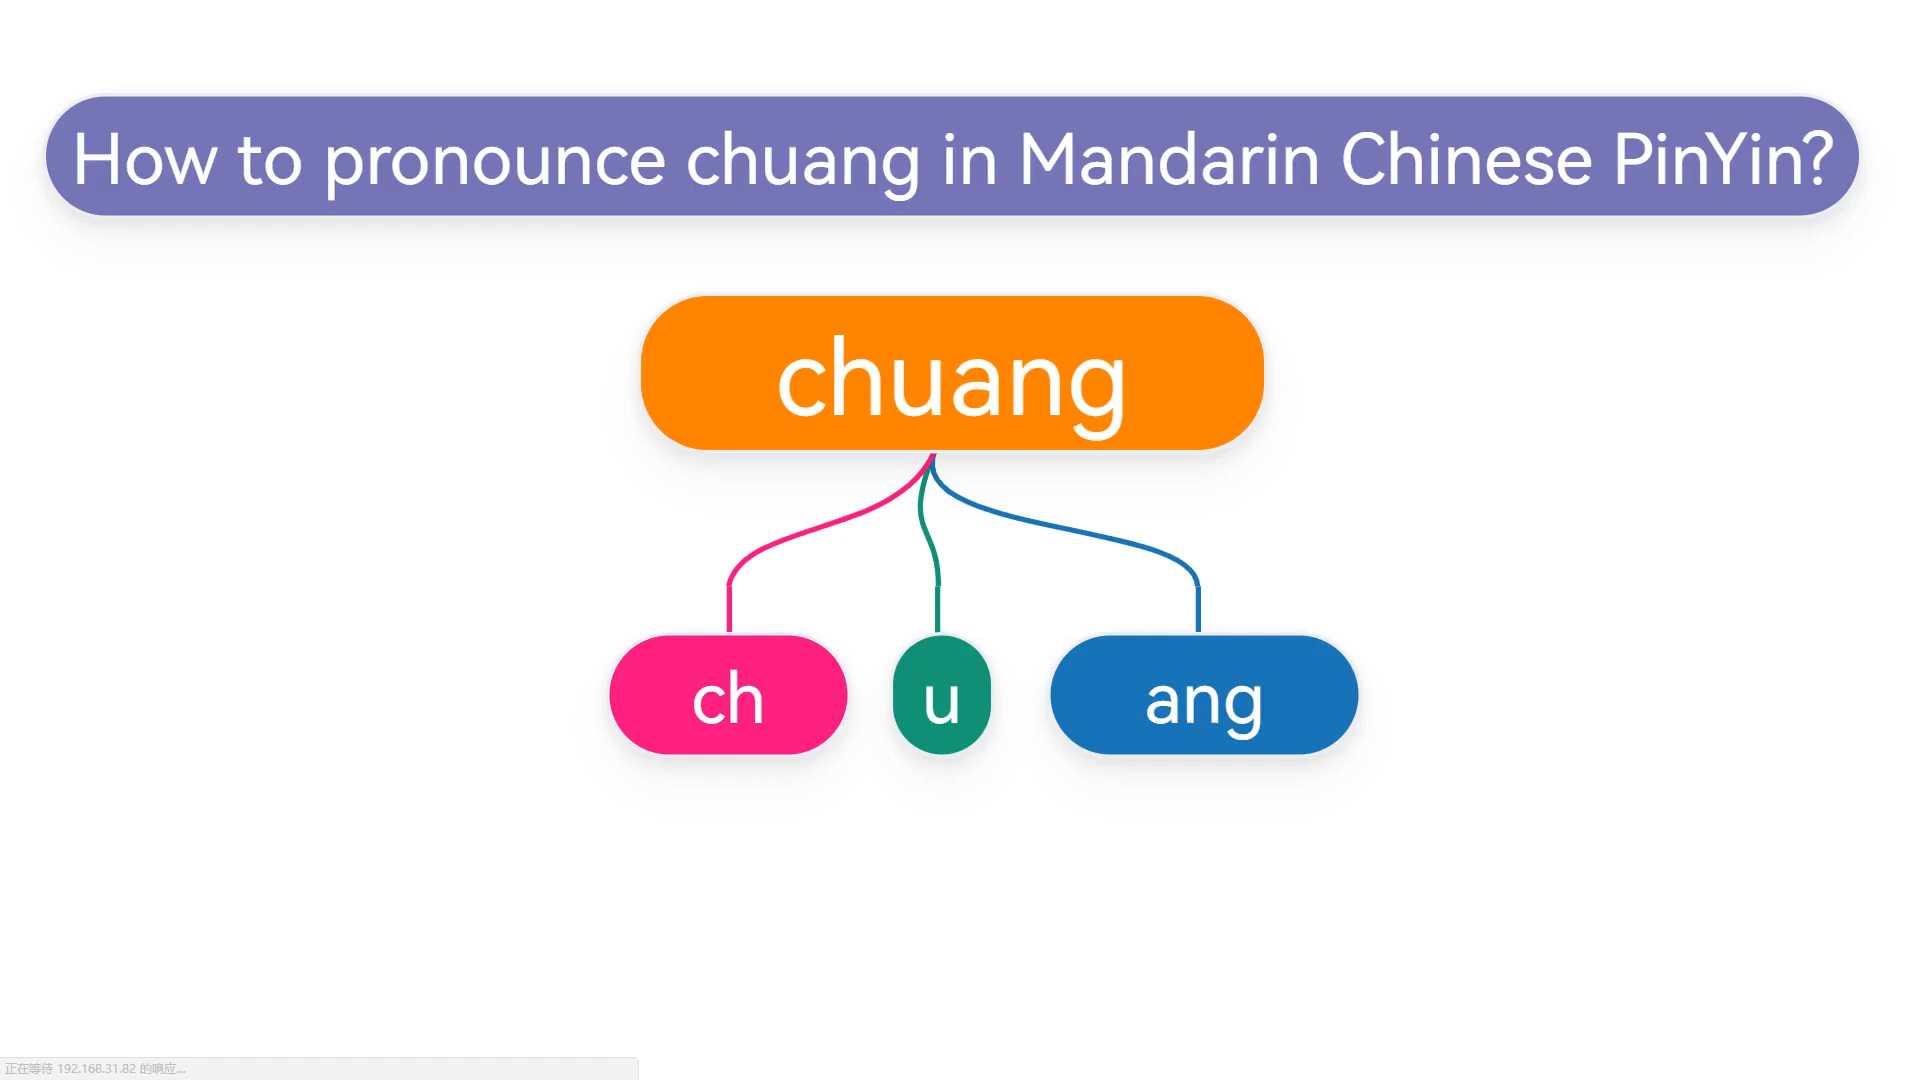 How to pronounce chuang in Mandarin Chinese PinYin?
chuang
ch u ang
正在等待 192.168.31.82 的响应...